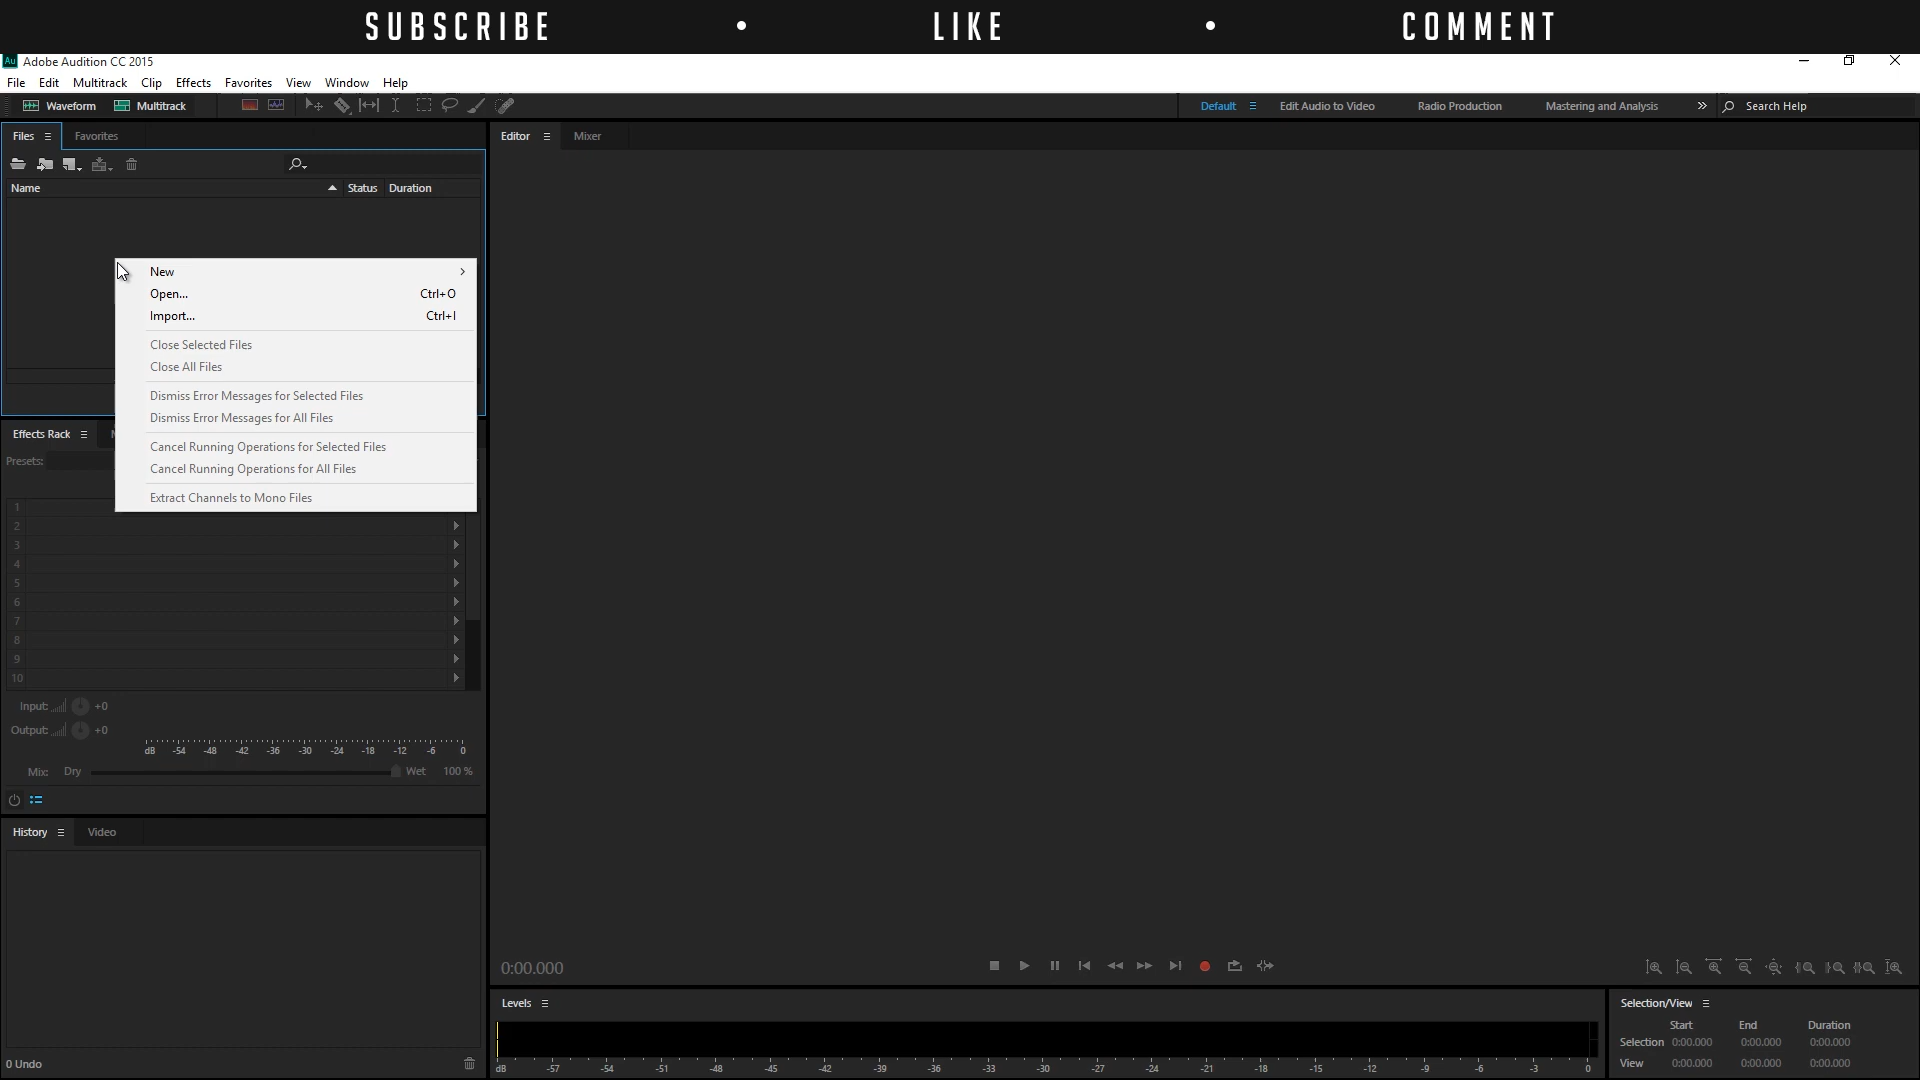 SUBSCRIBE • LIKE • COMMENT
Au Adobe Audition CC 2015
File Edit Multitrack Clip Effects Favorites View Window Help
Waveform Multitrack Default Edit Audio to Video Radio Production Mastering and Analysis Search Help
Files Favorites
Editor Mixer
Name Status Duration
New
Open... Ctrl+O
Import... Ctrl+I
Close Selected Files
Close All Files
Dismiss Error Messages for Selected Files
Dismiss Error Messages for All Files
Cancel Running Operations for Selected Files
Cancel Running Operations for All Files
Extract Channels to Mono Files
Effects Rack
Presets:
1
2
3
4
5
6
7
8
9
10
Input: +0
Output: +0
dB -54 -48 -42 -36 -30 -24 -18 -12 -6 0
Mix: Dry Wet 100 %
History Video
0 Undo
0:00.000
Levels
dB -57 -54 -51 -48 -45 -42 -39 -36 -33 -30 -27 -24 -21 -18 -15 -12 -9 -6 -3 0
Selection/View
Start End Duration
Selection 0:00.000 0:00.000 0:00.000
View 0:00.000 0:00.000 0:00.000